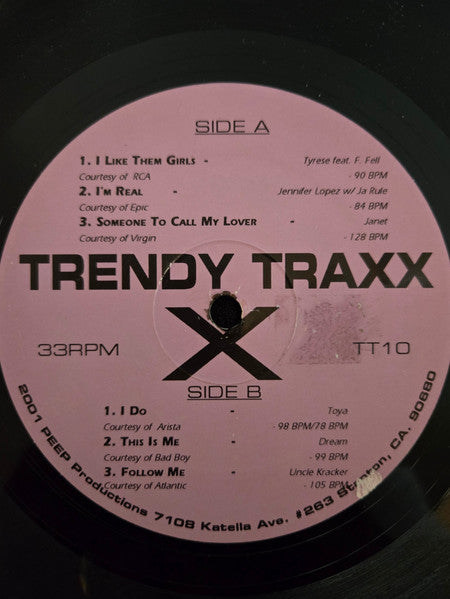 SIDE A
1. I Like Them Girls - Tyrese feat. F. Fell
Courtesy of RCA - 90 BPM
2. I'm Real - Jennifer Lopez w/ Ja Rule
Courtesy of Epic - 84 BPM
3. Someone To Call My Lover - Janet
Courtesy of Virgin - 128 BPM
TRENDY TRAXX
X
33RPM TT10
SIDE B
1. I Do - Toya
Courtesy of Arista - 98 BPM/78 BPM
2. This Is Me - Dream
Courtesy of Bad Boy - 99 BPM
3. Follow Me - Uncle Kracker
Courtesy of Atlantic - 105 BPM
2001 PEEP Productions 7108 Katella Ave. #263 Stanton, CA. 90680